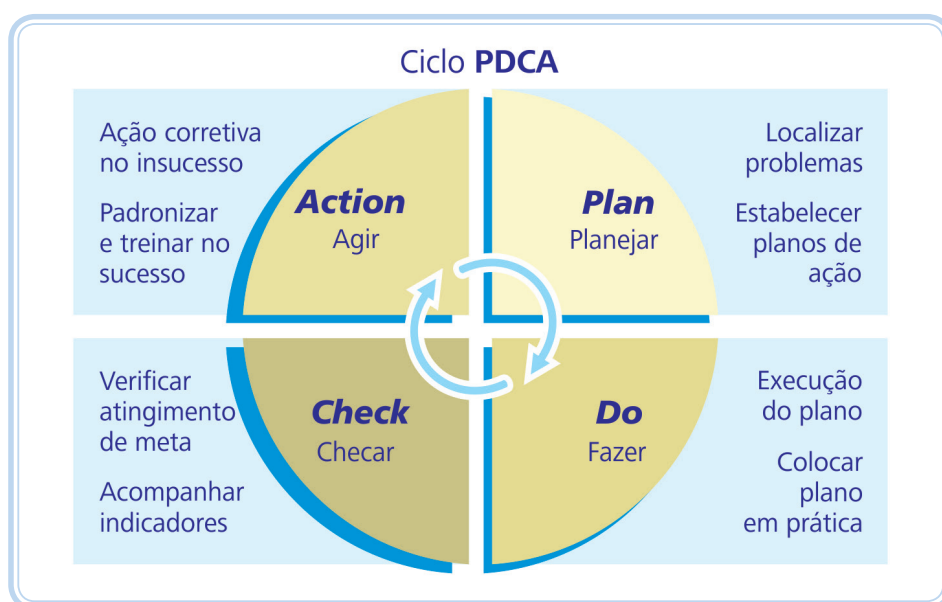 Ciclo PDCA
Ação corretiva
no insucesso
Padronizar
e treinar no
sucesso
Action
Agir
Plan
Planejar
Localizar
problemas
Estabelecer
planos de
ação
Verificar
atingimento
de meta
Acompanhar
indicadores
Check
Checar
Do
Fazer
Execução
do plano
Colocar
plano
em prática